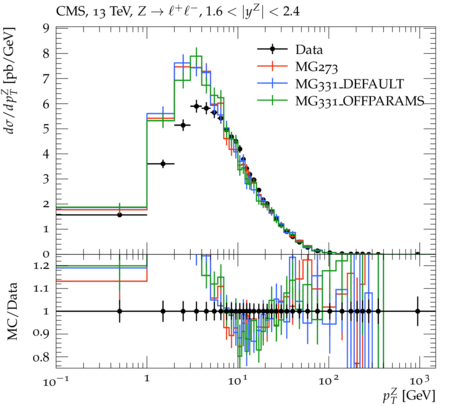 CMS, 13 TeV, Z → ℓ⁺ℓ⁻, 1.6 < |y^Z| < 2.4
dσ/dp_T^Z [pb/GeV]
9
8
7
6
5
4
3
2
1
0
Data
MG273
MG331_DEFAULT
MG331_OFFPARAMS
MC/Data
1.2
1.1
1
0.9
0.8
10⁻¹ 1 10¹ 10² 10³
p_T^Z [GeV]